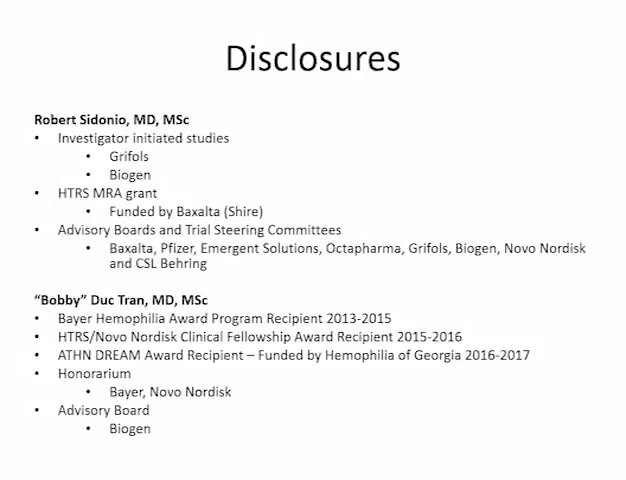 Disclosures
Robert Sidonio, MD, MSc
• Investigator initiated studies
• Grifols
• Biogen
• HTRS MRA grant
• Funded by Baxalta (Shire)
• Advisory Boards and Trial Steering Committees
• Baxalta, Pfizer, Emergent Solutions, Octapharma, Grifols, Biogen, Novo Nordisk
and CSL Behring
“Bobby” Duc Tran, MD, MSc
• Bayer Hemophilia Award Program Recipient 2013-2015
• HTRS/Novo Nordisk Clinical Fellowship Award Recipient 2015-2016
• ATHN DREAM Award Recipient – Funded by Hemophilia of Georgia 2016-2017
• Honorarium
• Bayer, Novo Nordisk
• Advisory Board
• Biogen